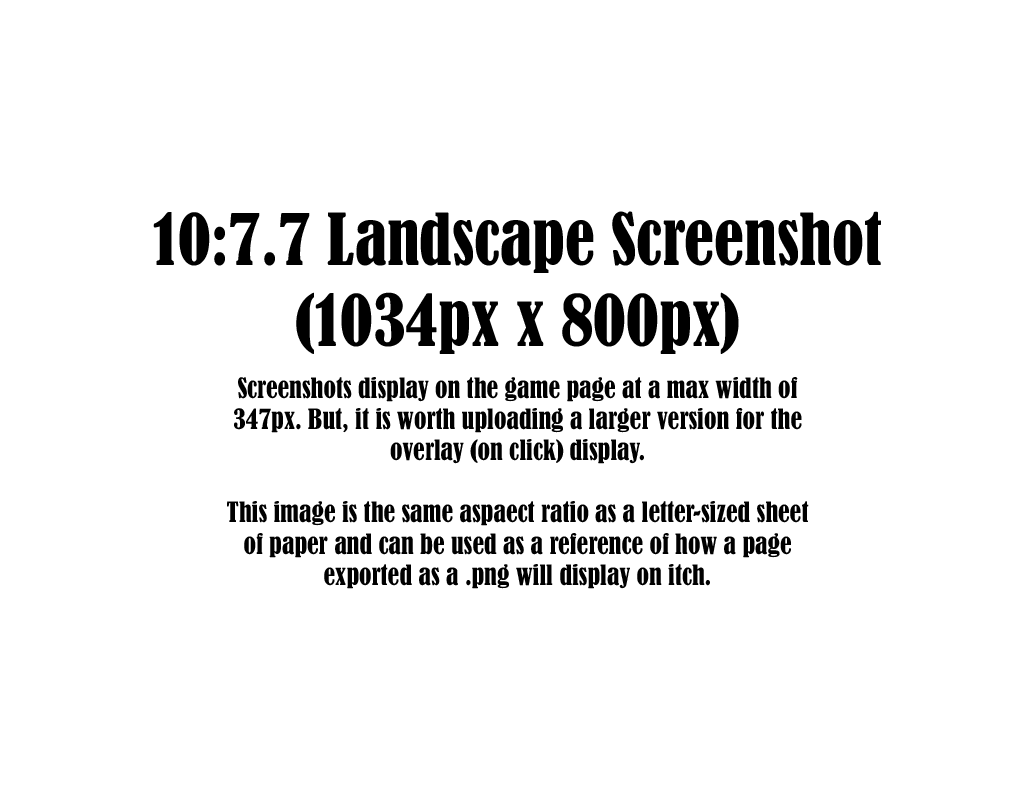 10:7.7 Landscape Screenshot
(1034px x 800px)
Screenshots display on the game page at a max width of
347px. But, it is worth uploading a larger version for the
overlay (on click) display.
This image is the same aspaect ratio as a letter-sized sheet
of paper and can be used as a reference of how a page
exported as a .png will display on itch.